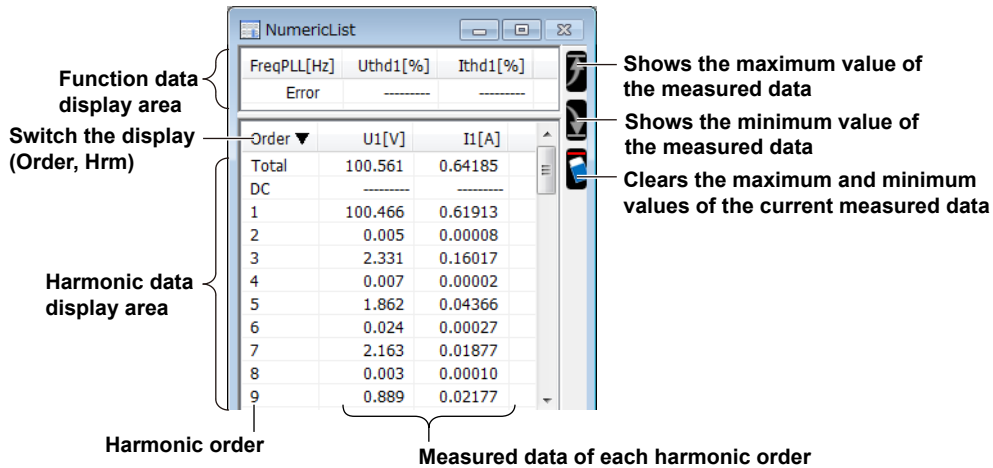 NumericList
FreqPLL[Hz] Uthd1[%] Ithd1[%]
Error --------- ---------
Function data
display area
Switch the display
(Order, Hrm)
Order ▼ U1[V] I1[A]
Total 100.561 0.64185
DC --------- ---------
1 100.466 0.61913
2 0.005 0.00008
3 2.331 0.16017
4 0.007 0.00002
5 1.862 0.04366
6 0.024 0.00027
7 2.163 0.01877
8 0.003 0.00010
9 0.889 0.02177
Harmonic data
display area
Shows the maximum value of
the measured data
Shows the minimum value of
the measured data
Clears the maximum and minimum
values of the current measured data
Harmonic order
Measured data of each harmonic order